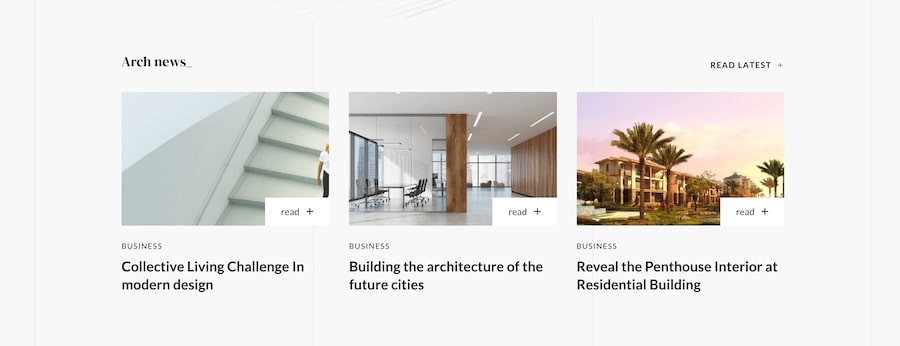 Arch news_
READ LATEST +
read +
read +
read +
BUSINESS
Collective Living Challenge In
modern design
BUSINESS
Building the architecture of the
future cities
BUSINESS
Reveal the Penthouse Interior at
Residential Building